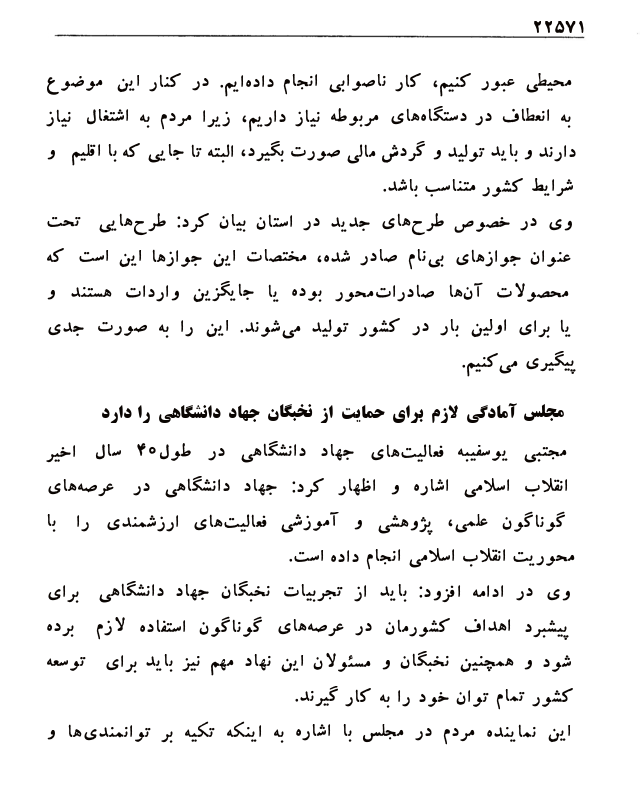 ۲۲۵۷۱
محیطی عبور کنیم، کار ناصوابی انجام داده‌ایم. در کنار این موضوع
به انعطاف در دستگاه‌های مربوطه نیاز داریم، زیرا مردم به اشتغال نیاز
دارند و باید تولید و گردش مالی صورت بگیرد، البته تا جایی که با اقلیم و
شرایط کشور متناسب باشد.
وی در خصوص طرح‌های جدید در استان بیان کرد: طرح‌هایی تحت
عنوان جوازهای بی‌نام صادر شده، مختصات این جوازها این است که
محصولات آن‌ها صادرات‌محور بوده یا جایگزین واردات هستند و
یا برای اولین بار در کشور تولید می‌شوند. این را به صورت جدی
پیگیری می‌کنیم.
مجلس آمادگی لازم برای حمایت از نخبگان جهاد دانشگاهی را دارد
مجتبی یوسفیبه فعالیت‌های جهاد دانشگاهی در طول۴۰ سال اخیر
انقلاب اسلامی اشاره و اظهار کرد: جهاد دانشگاهی در عرصه‌های
گوناگون علمی، پژوهشی و آموزشی فعالیت‌های ارزشمندی را با
محوریت انقلاب اسلامی انجام داده است.
وی در ادامه افزود: باید از تجربیات نخبگان جهاد دانشگاهی برای
پیشبرد اهداف کشورمان در عرصه‌های گوناگون استفاده لازم برده
شود و همچنین نخبگان و مسئولان این نهاد مهم نیز باید برای توسعه
کشور تمام توان خود را به کار گیرند.
این نماینده مردم در مجلس با اشاره به اینکه تکیه بر توانمندی‌ها و